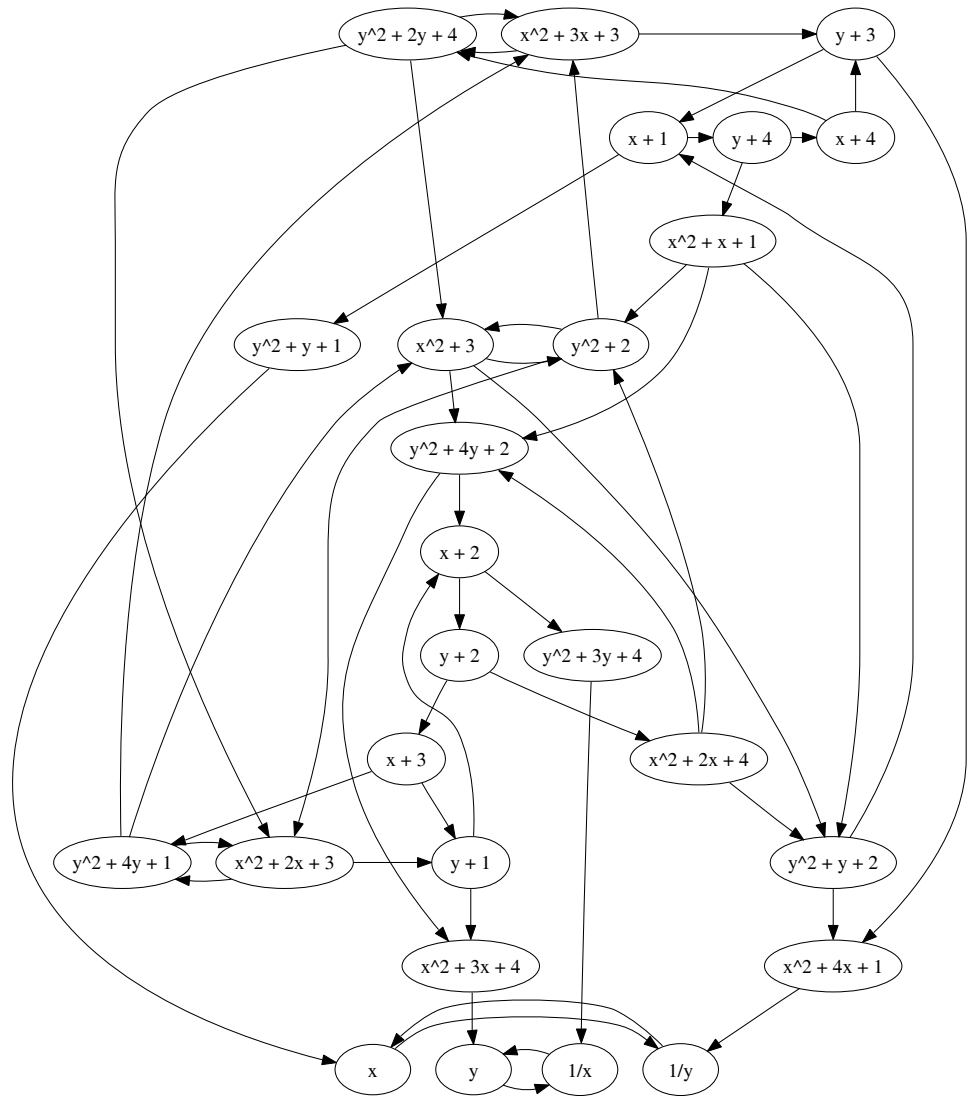 y^2 + 2y + 4 x^2 + 3x + 3 y + 3
x + 1 y + 4 x + 4
x^2 + x + 1
y^2 + y + 1 x^2 + 3 y^2 + 2
y^2 + 4y + 2
x + 2
y + 2 y^2 + 3y + 4
x + 3 x^2 + 2x + 4
y^2 + 4y + 1 x^2 + 2x + 3 y + 1 y^2 + y + 2
x^2 + 3x + 4 x^2 + 4x + 1
x y 1/x 1/y